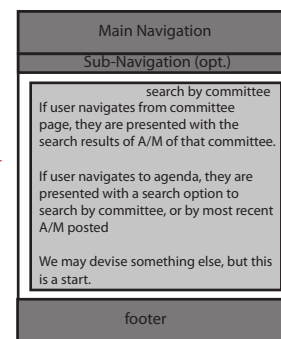 Main Navigation
Sub-Navigation (opt.)
search by committee
If user navigates from committee
page, they are presented with the
search results of A/M of that committee.
If user navigates to agenda, they are
presented with a search option to
search by committee, or by most recent
A/M posted
We may devise something else, but this
is a start.
footer